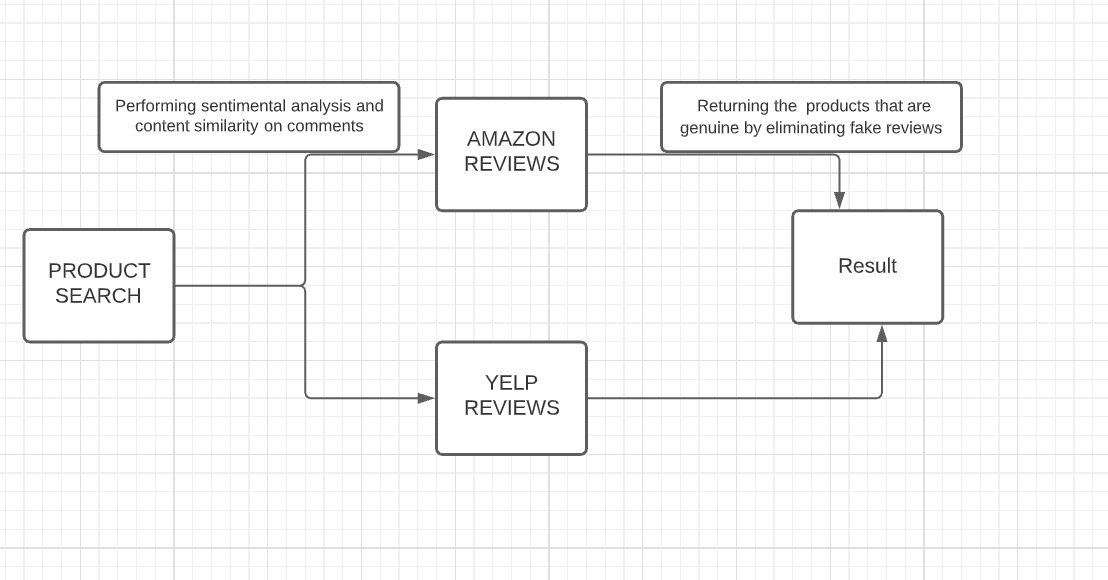 Performing sentimental analysis and
content similarity on comments
AMAZON
REVIEWS
Returning the  products that are
genuine by eliminating fake reviews
PRODUCT
SEARCH
Result
YELP
REVIEWS